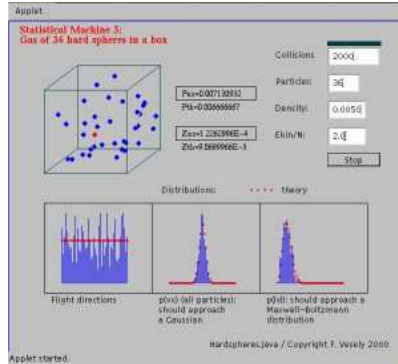 Applet
Statistical Machine 3:
Gas of 36 hard spheres in a box
Collisions 2000
Particles: 36
Density: 0.0050
Ekin/N: 2.0
Stop
Distributions: theory
Flight directions
p(vx) (all particles):
should approach
a Gaussian
p(|v|): should approach a
Maxwell-Boltzmann
distribution
Hardspheres.java / Copyright F. Vesely 2000
Applet started.